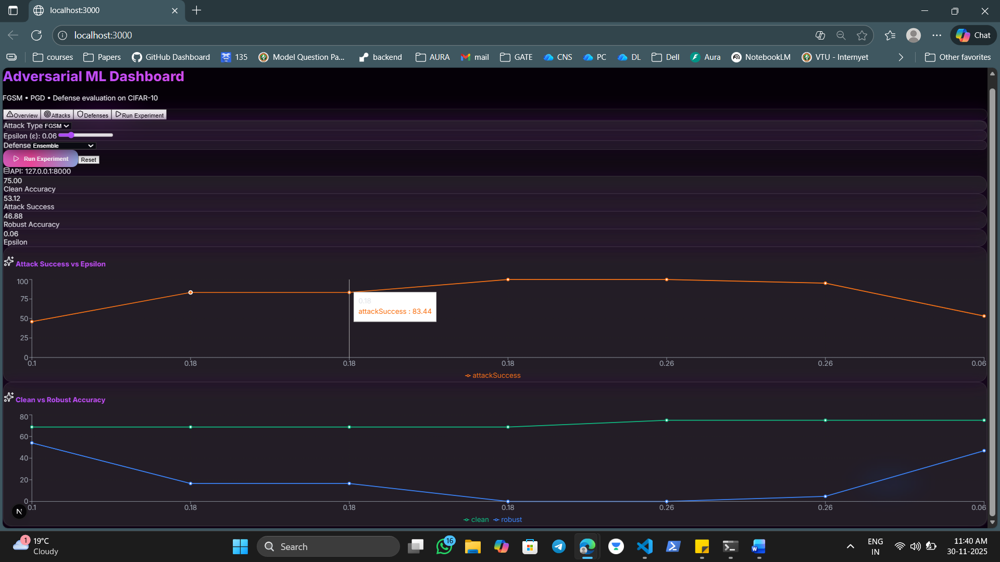 localhost:3000
localhost:3000
Chat
courses
Papers
GitHub Dashboard
135
Model Question Pa...
backend
AURA
mail
GATE
CNS
PC
DL
Dell
Aura
NotebookLM
VTU - Internyet
Other favorites
Adversarial ML Dashboard
FGSM • PGD • Defense evaluation on CIFAR-10
Overview
Attacks
Defenses
Run Experiment
Attack Type FGSM
Epsilon (ε): 0.06
Defense Ensemble
Run Experiment
Reset
API: 127.0.0.1:8000
75.00
Clean Accuracy
53.12
Attack Success
46.88
Robust Accuracy
0.06
Epsilon
Attack Success vs Epsilon
100
75
50
25
0
0.18
attackSuccess : 83.44
0.1 0.18 0.18 0.18 0.26 0.26 0.06
attackSuccess
Clean vs Robust Accuracy
80
60
40
20
0
0.1 0.18 0.18 0.18 0.26 0.26 0.06
N
clean robust
1
19°C
Cloudy
Search
16
W
ENG
IN
11:40 AM
30-11-2025